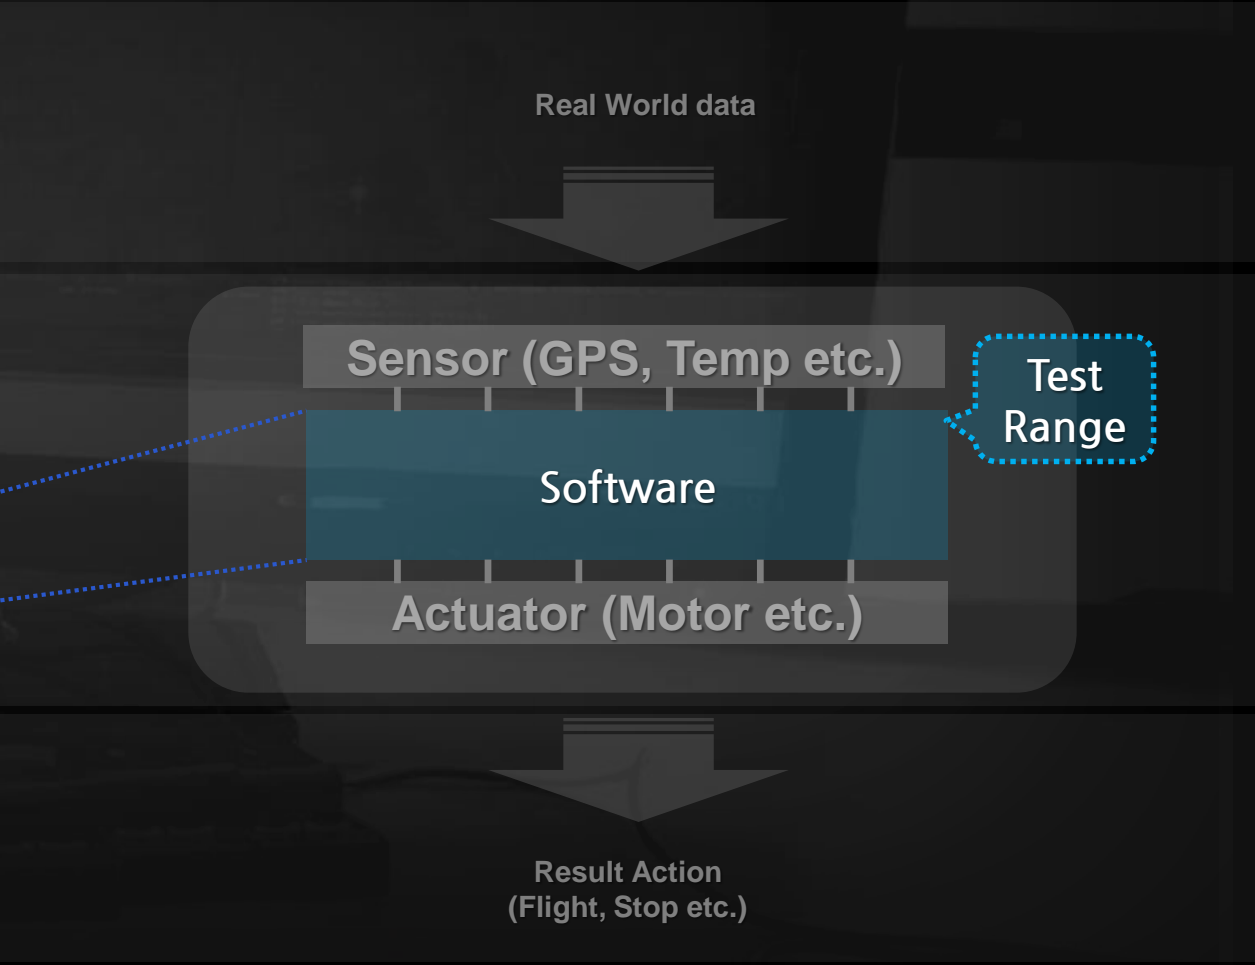 Real World data
Sensor (GPS, Temp etc.)
Test
Range
Software
Actuator (Motor etc.)
Result Action
(Flight, Stop etc.)